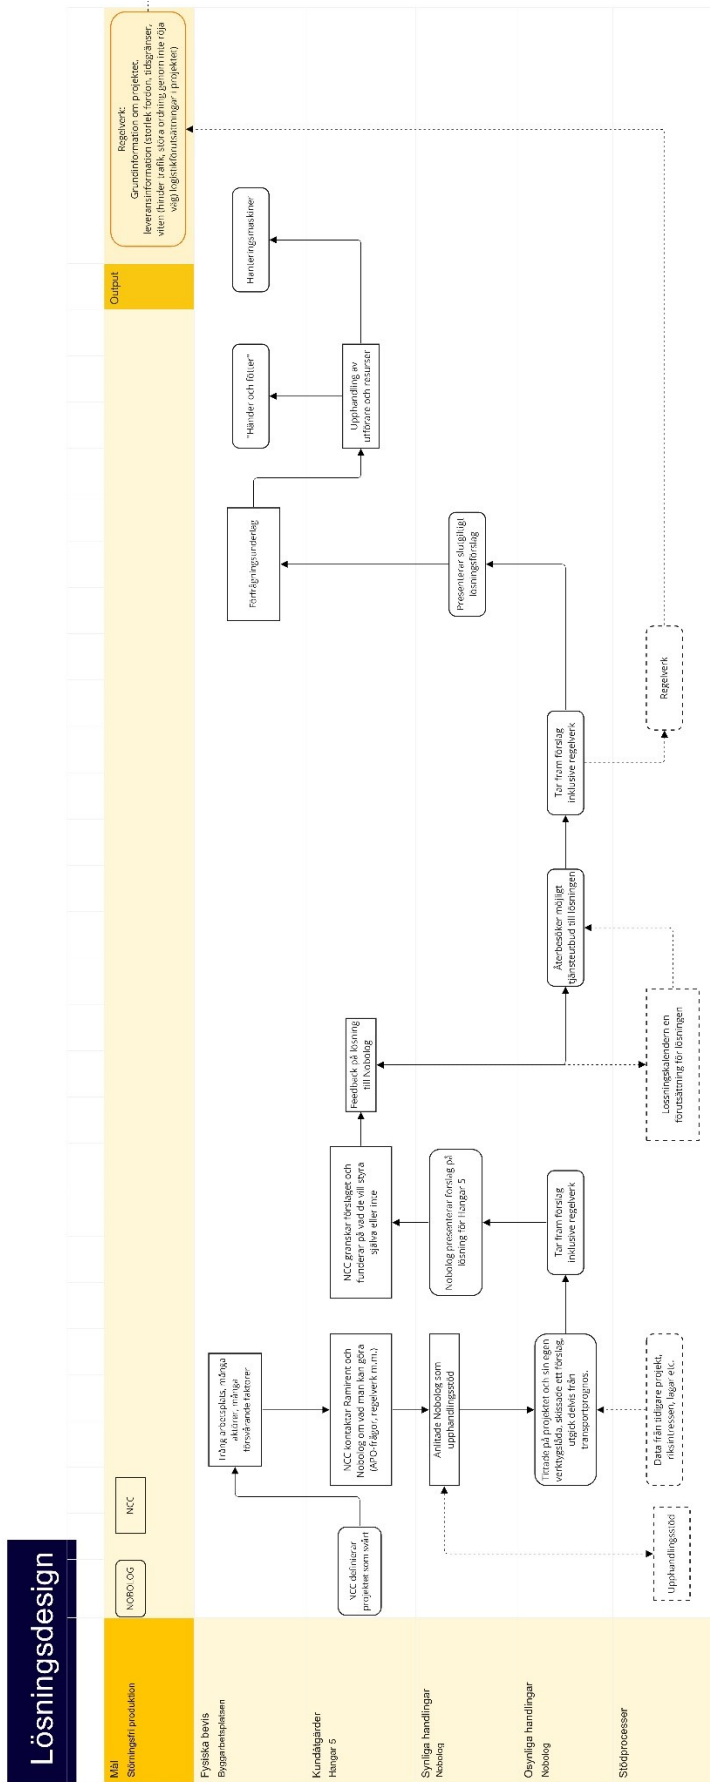 Lösningsdesign
Mål
Störningsfri produktion
NOBOLOG
NCC
Output
Regelverk:
Grundinformation om projektet,
leveransinformation (storlek fordon, tidsgränser,
viten (hinder trafik, störa ordning genom inte röja
väg) logistikförutsättningar i projektet)
Fysiska bevis
Byggarbetsplatsen
Trång arbetsplats, många
aktörer, många
försvårande faktorer
Förfrågningsunderlag
"Händer och fötter"
Hanteringsmaskiner
Kundåtgärder
Hangar 5
NCC definierar
projektet som svårt
NCC kontaktar Ramirent och
Nobolog om vad man kan göra
(APO-frågor, regelverk m.m.)
NCC granskar förslaget och
funderar på vad de vill styra
själva eller inte
Feedback på lösning
till Nobolog
Upphandling av
utförare och resurser
Synliga handlingar
Nobolog
Anlitade Nobolog som
upphandlingsstöd
Nobolog presenterar förslag på
lösning för Hangar 5
Presenterar slutgiltigt
lösningsförslag
Osynliga handlingar
Nobolog
Tittade på projektet och sin egen
verktygslåda, skissade ett förslag,
utgick delvis från
transportprognos.
Tar fram förslag
inklusive regelverk
Återbesöker möjligt
tjänsteutbud till lösningen
Tar fram förslag
inklusive regelverk
Stödprocesser
Upphandlingsstöd
Data från tidigare projekt,
riksintressen, lagar etc.
Lossningskalendern en
förutsättning för lösningen
Regelverk